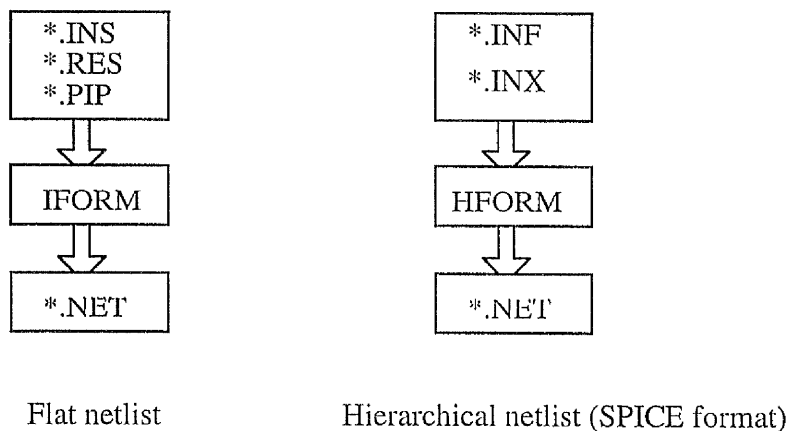 *.INS
*.RES
*.PIP
IFORM
*.NET
Flat netlist
*.INF
*.INX
HFORM
*.NET
Hierarchical netlist (SPICE format)